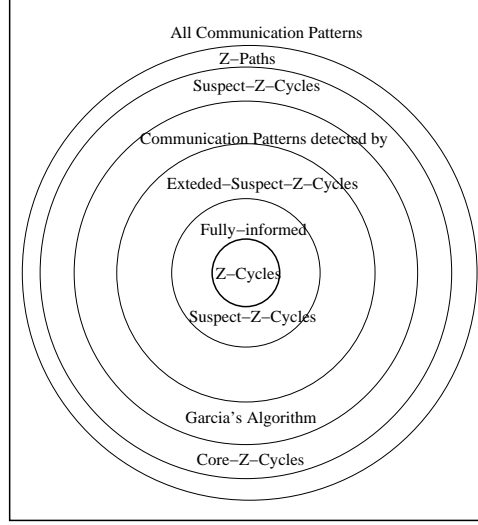 All Communication Patterns
Z−Paths
Suspect−Z−Cycles
Communication Patterns detected by
Exteded−Suspect−Z−Cycles
Fully−informed
Z−Cycles
Suspect−Z−Cycles
Garcia's Algorithm
Core−Z−Cycles